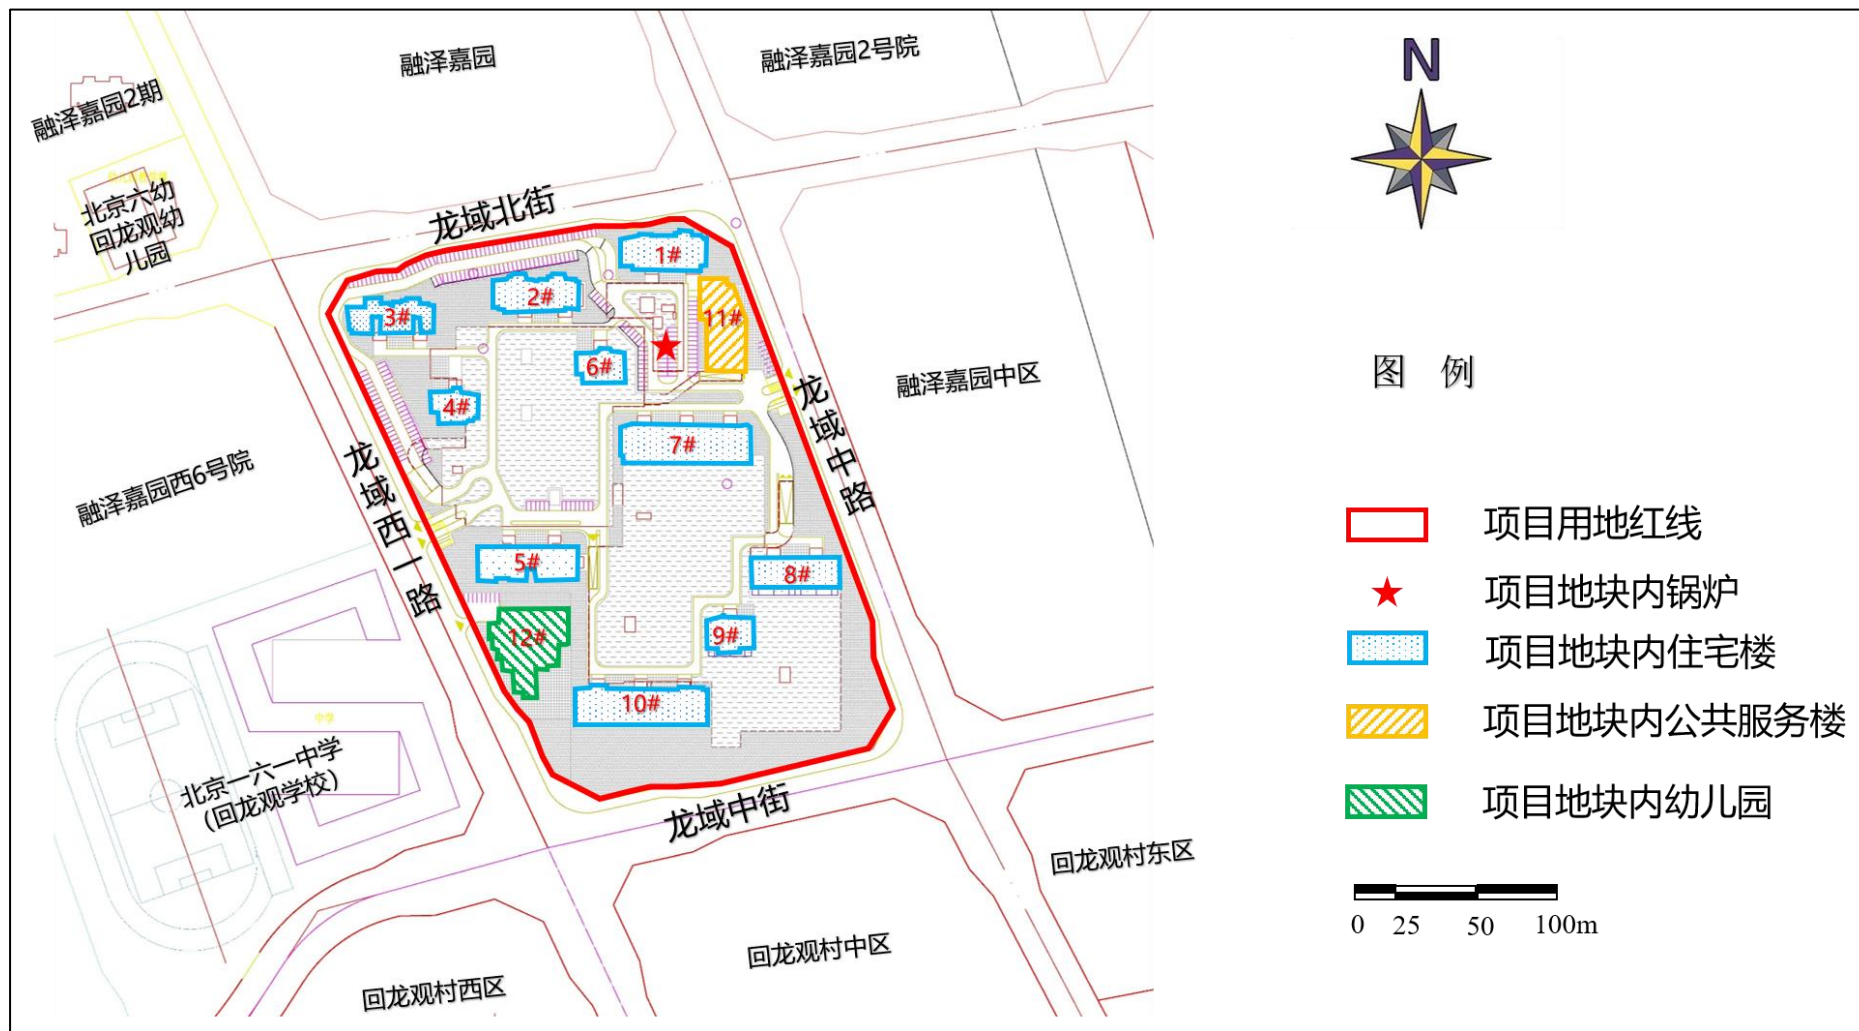 融泽嘉园
融泽嘉园2号院
N
融泽嘉园2期
北京六幼
回龙观幼
儿园
龙域北街
1#
2#
3#
11#
6#
4#
7#
融泽嘉园中区
龙域中路
图 例
融泽嘉园西6号院
龙域西一路
5#
8#
12#
9#
10#
中学
北京一六一中学
（回龙观学校）
龙域中街
回龙观村东区
回龙观村中区
回龙观村西区
项目用地红线
项目地块内锅炉
项目地块内住宅楼
项目地块内公共服务楼
项目地块内幼儿园
0 25 50 100m